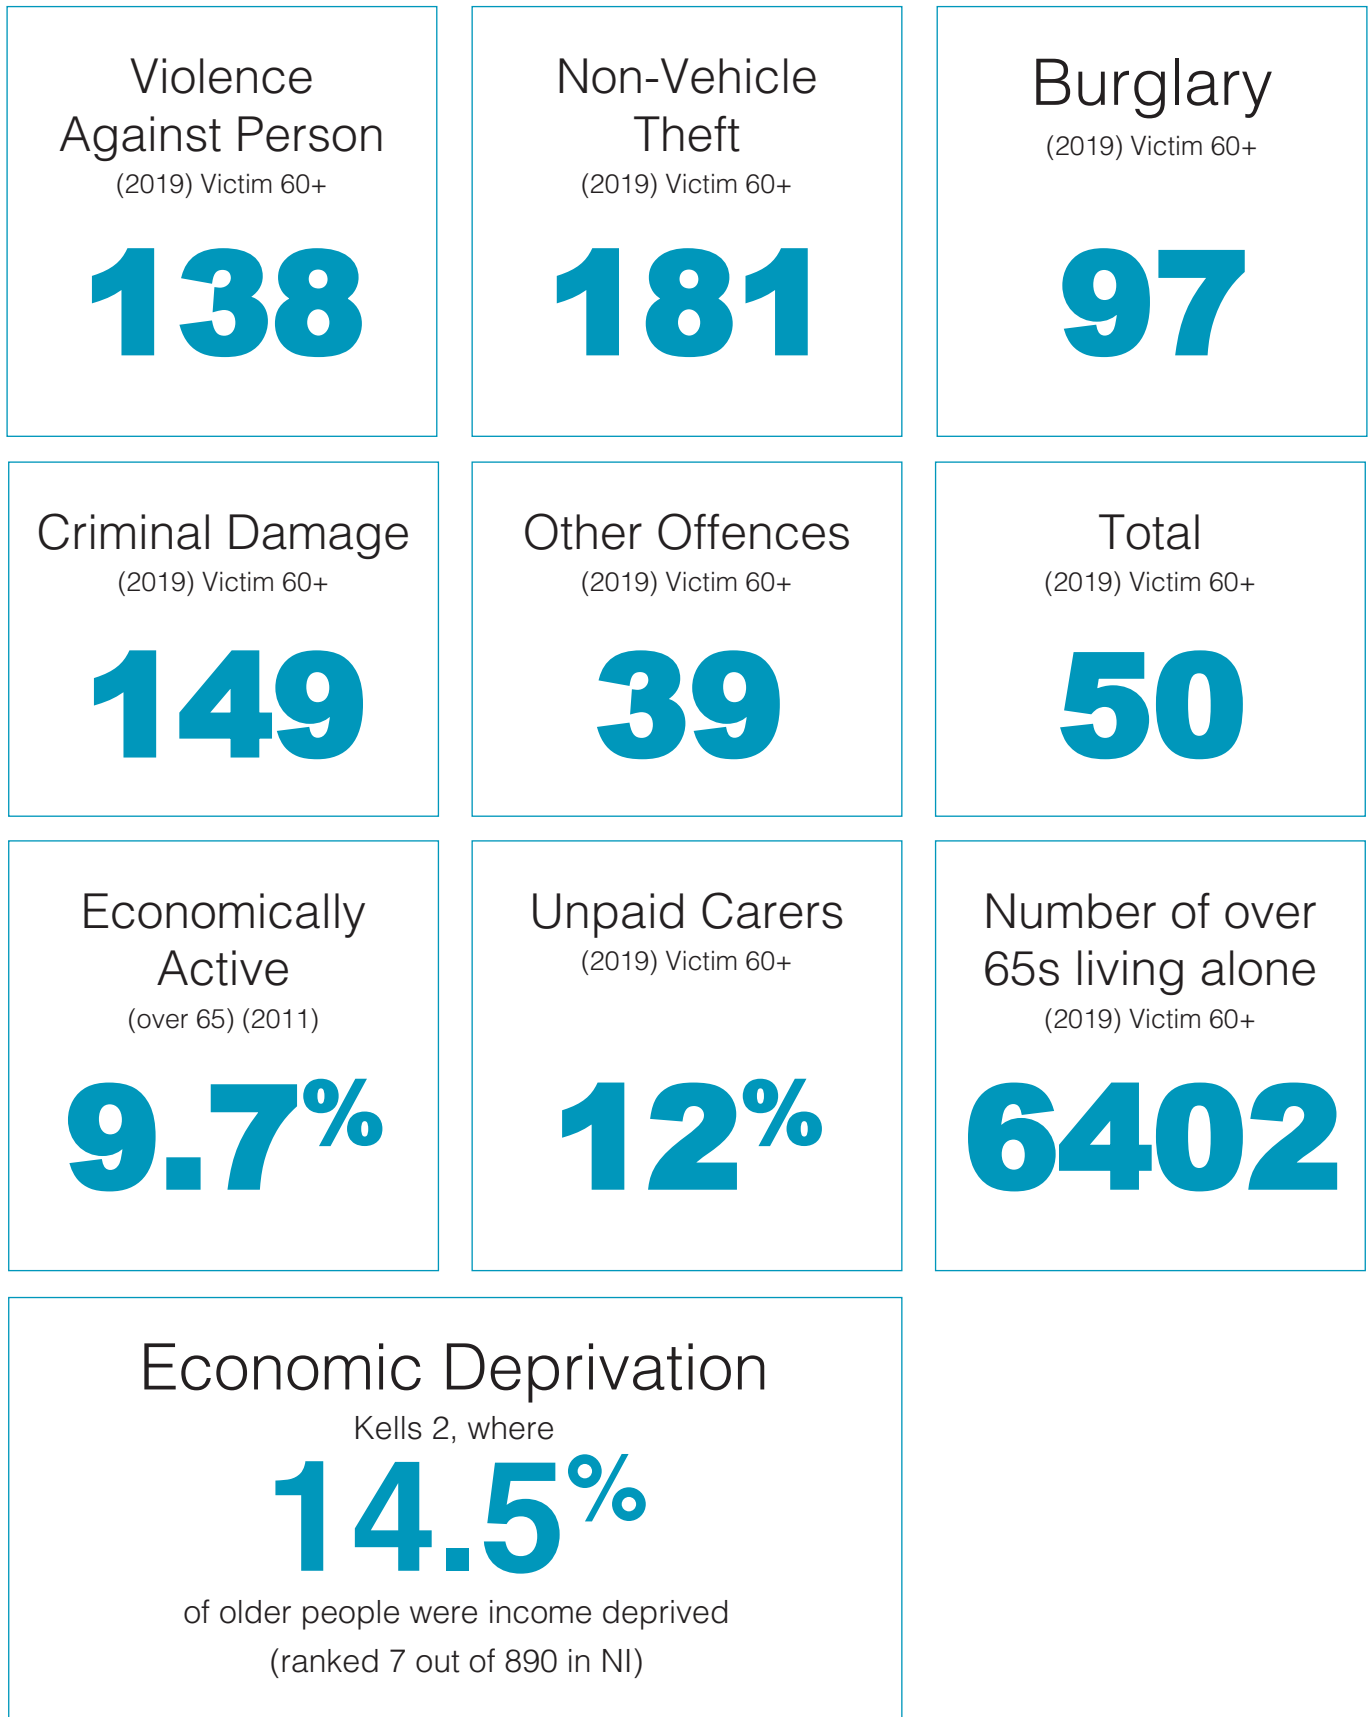 Violence
Against Person
(2019) Victim 60+
138
Non-Vehicle
Theft
(2019) Victim 60+
181
Burglary
(2019) Victim 60+
97
Criminal Damage
(2019) Victim 60+
149
Other Offences
(2019) Victim 60+
39
Total
(2019) Victim 60+
50
Economically
Active
(over 65) (2011)
9.7%
Unpaid Carers
(2019) Victim 60+
12%
Number of over
65s living alone
(2019) Victim 60+
6402
Economic Deprivation
Kells 2, where
14.5%
of older people were income deprived
(ranked 7 out of 890 in NI)